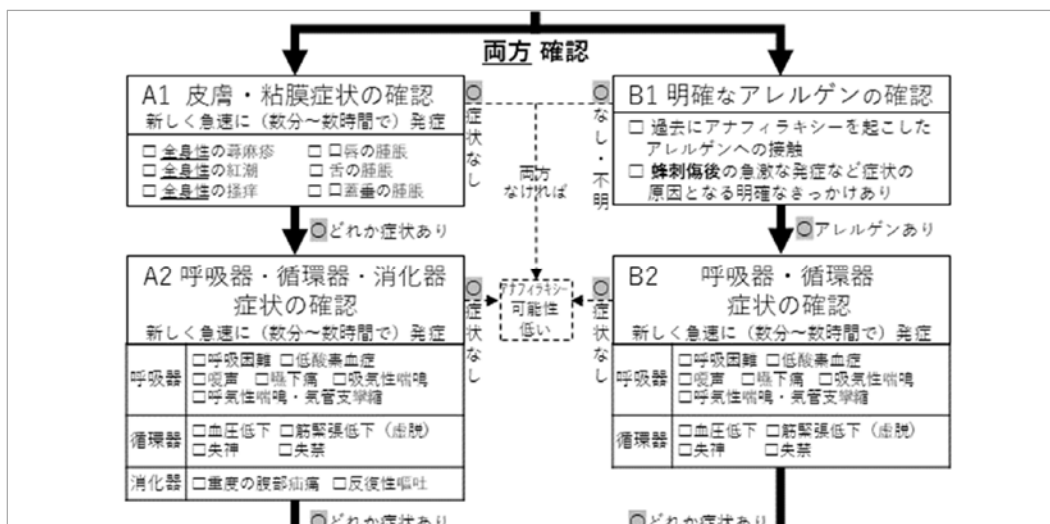 両方 確認
A1 皮膚・粘膜症状の確認
新しく急速に（数分～数時間で）発症
□ 全身性の蕁麻疹 □ 口唇の腫脹
□ 全身性の紅潮 □ 舌の腫脹
□ 全身性の掻痒 □ 口蓋垂の腫脹
○症状なし
両方
なければ
○なし・不明
B1 明確なアレルゲンの確認
□ 過去にアナフィラキシーを起こした
アレルゲンへの接触
□ 蜂刺傷後の急激な発症など症状の
原因となる明確なきっかけあり
○どれか症状あり
○アレルゲンあり
A2 呼吸器・循環器・消化器
症状の確認
新しく急速に（数分～数時間で）発症
呼吸器
□呼吸困難 □低酸素血症
□嗄声 □嚥下痛 □吸気性喘鳴
□呼気性喘鳴・気管支攣縮
循環器
□血圧低下 □筋緊張低下（虚脱）
□失神 □失禁
消化器
□重度の腹部疝痛 □反復性嘔吐
○症状なし
アナフィラキシー
可能性
低い
○症状なし
B2 呼吸器・循環器
症状の確認
新しく急速に（数分～数時間で）発症
呼吸器
□呼吸困難 □低酸素血症
□嗄声 □嚥下痛 □吸気性喘鳴
□呼気性喘鳴・気管支攣縮
循環器
□血圧低下 □筋緊張低下（虚脱）
□失神 □失禁
○どれか症状あり
○どれか症状あり